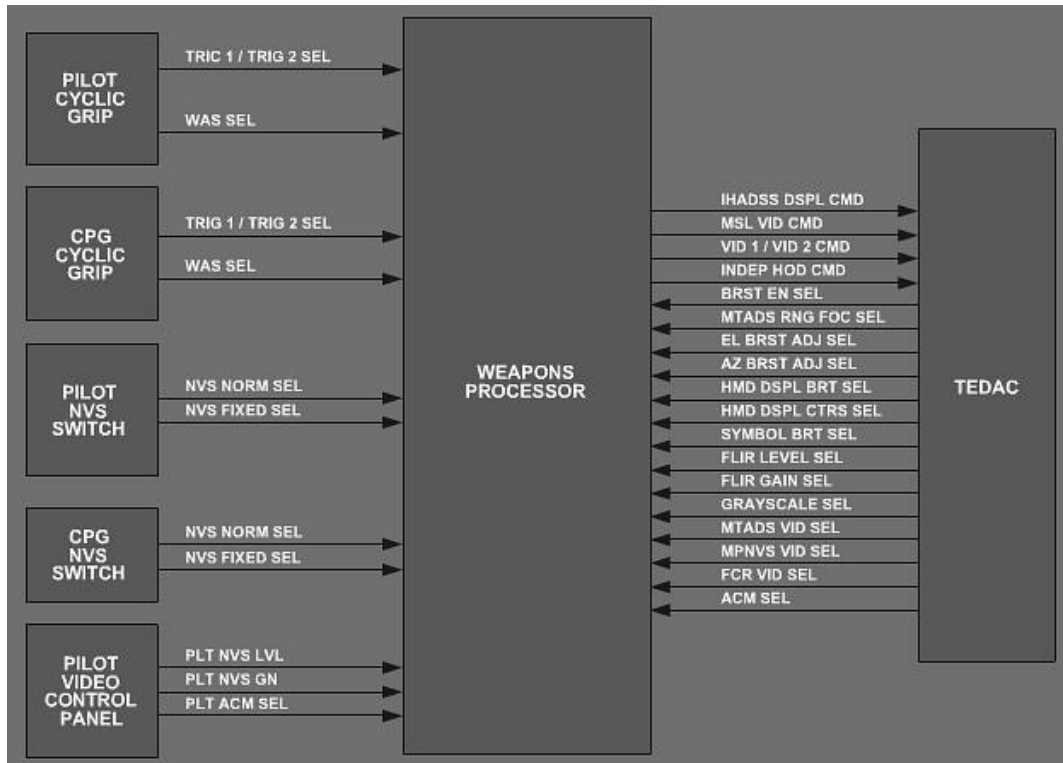 PILOT
CYCLIC
GRIP
TRIC 1 / TRIG 2 SEL
WAS SEL
CPG
CYCLIC
GRIP
TRIG 1 / TRIG 2 SEL
WAS SEL
PILOT
NVS
SWITCH
NVS NORM SEL
NVS FIXED SEL
CPG
NVS
SWITCH
NVS NORM SEL
NVS FIXED SEL
PILOT
VIDEO
CONTROL
PANEL
PLT NVS LVL
PLT NVS GN
PLT ACM SEL
WEAPONS
PROCESSOR
IHADSS DSPL CMD
MSL VID CMD
VID 1 / VID 2 CMD
INDEP HOD CMD
BRST EN SEL
MTADS RNG FOC SEL
EL BRST ADJ SEL
AZ BRST ADJ SEL
HMD DSPL BRT SEL
HMD DSPL CTRS SEL
SYMBOL BRT SEL
FLIR LEVEL SEL
FLIR GAIN SEL
GRAYSCALE SEL
MTADS VID SEL
MPNVS VID SEL
FCR VID SEL
ACM SEL
TEDAC